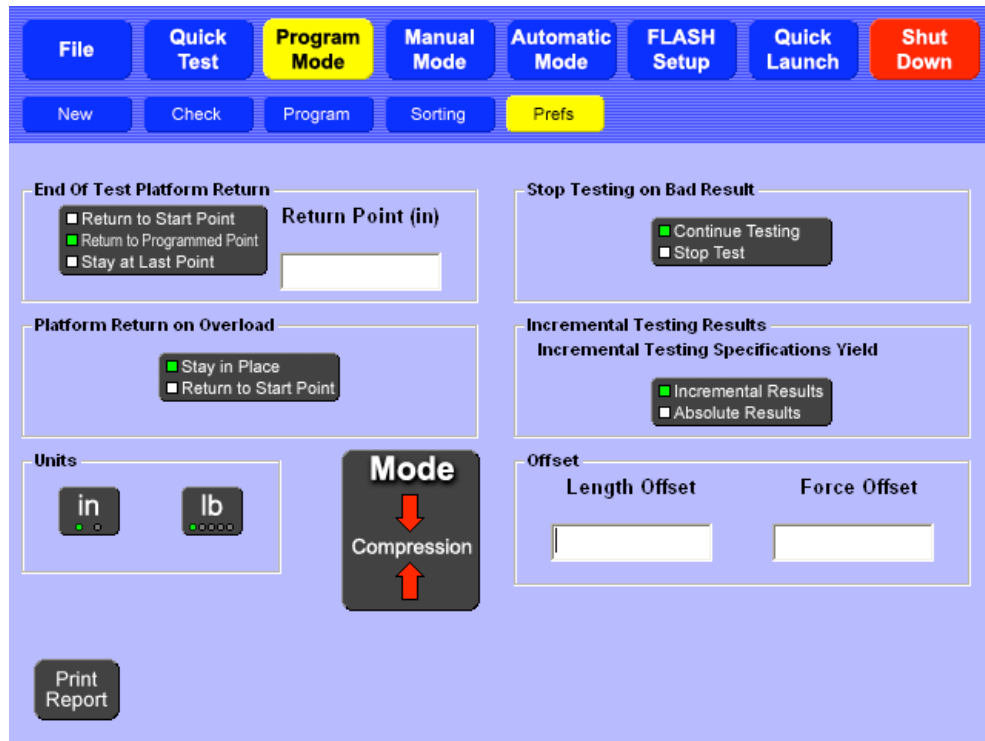 File
Quick
Test
Program
Mode
Manual
Mode
Automatic
Mode
FLASH
Setup
Quick
Launch
Shut
Down
New
Check
Program
Sorting
Prefs
End Of Test Platform Return
Return to Start Point
Return to Programmed Point
Stay at Last Point
Return Point (in)
Stop Testing on Bad Result
Continue Testing
Stop Test
Platform Return on Overload
Stay in Place
Return to Start Point
Incremental Testing Results
Incremental Testing Specifications Yield
Incremental Results
Absolute Results
Units
in
lb
Mode
Compression
Offset
Length Offset
Force Offset
Print
Report